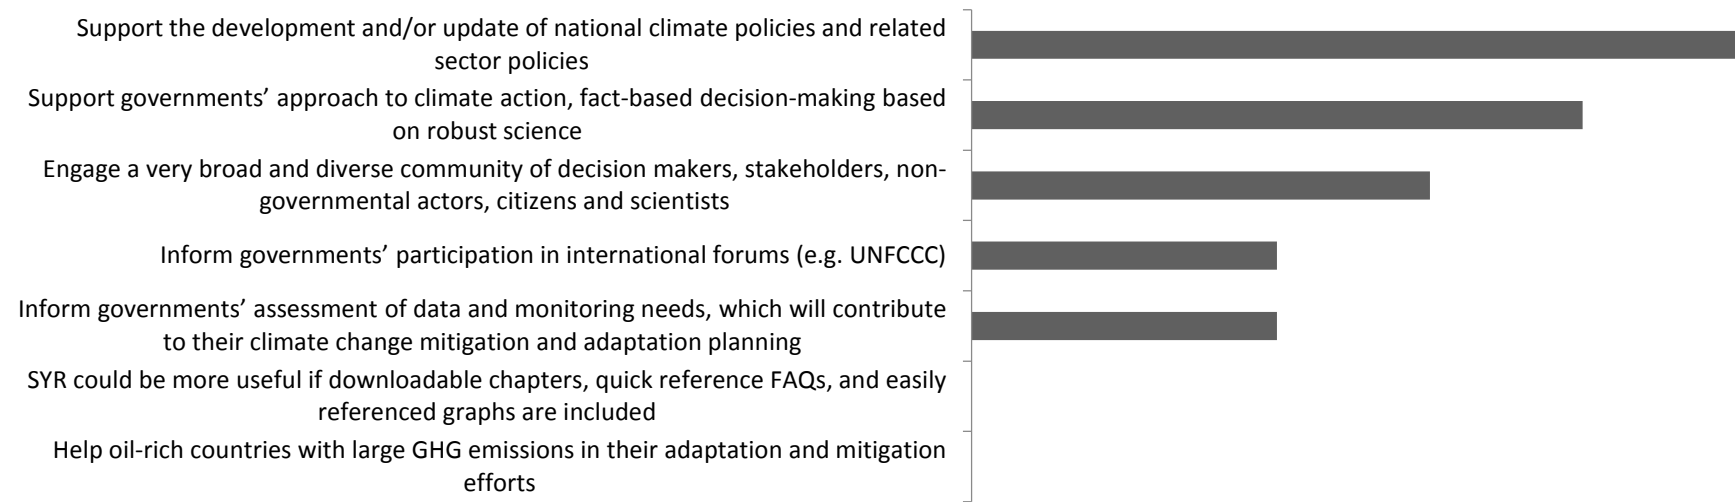 Support the development and/or update of national climate policies and related
sector policies
Support governments’ approach to climate action, fact-based decision-making based
on robust science
Engage a very broad and diverse community of decision makers, stakeholders, non-
governmental actors, citizens and scientists
Inform governments’ participation in international forums (e.g. UNFCCC)
Inform governments’ assessment of data and monitoring needs, which will contribute
to their climate change mitigation and adaptation planning
SYR could be more useful if downloadable chapters, quick reference FAQs, and easily
referenced graphs are included
Help oil-rich countries with large GHG emissions in their adaptation and mitigation
efforts